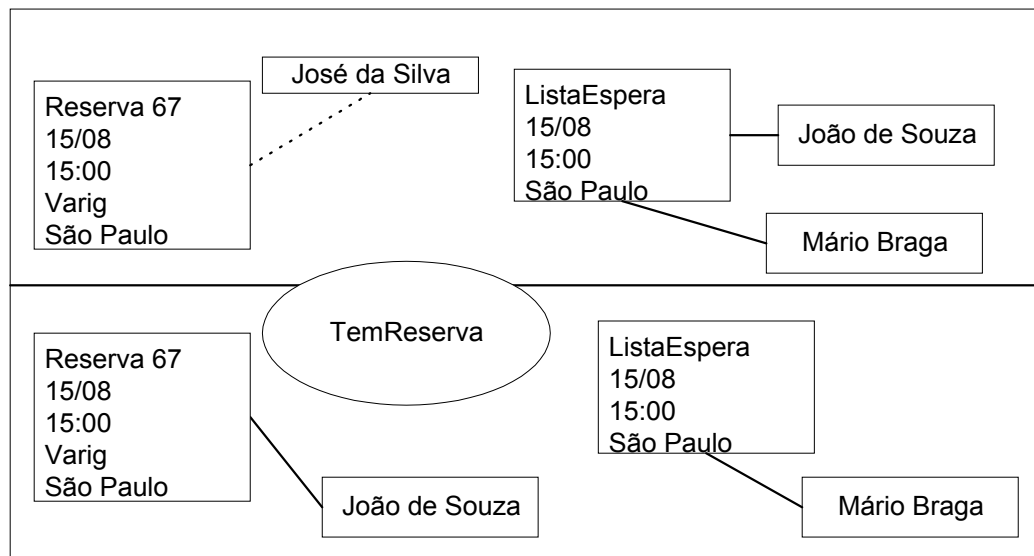 José da Silva
Reserva 67
15/08
15:00
Varig
São Paulo
ListaEspera
15/08
15:00
São Paulo
João de Souza
Mário Braga
TemReserva
Reserva 67
15/08
15:00
Varig
São Paulo
João de Souza
ListaEspera
15/08
15:00
São Paulo
Mário Braga